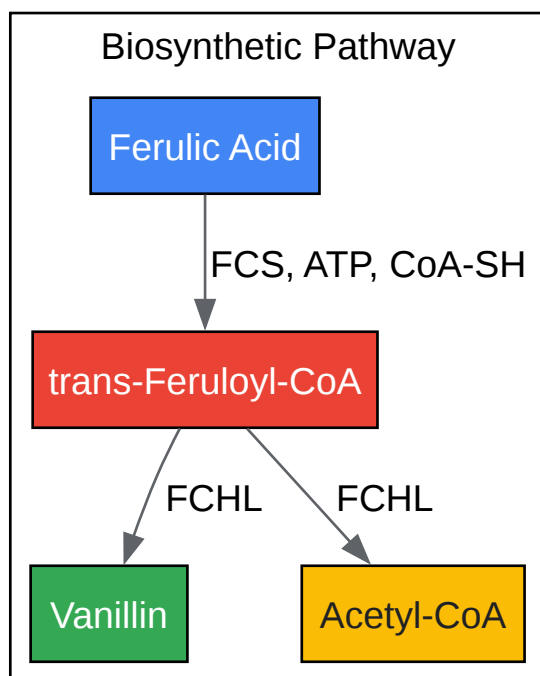 Biosynthetic Pathway
Ferulic Acid
FCS, ATP, CoA-SH
trans-Feruloyl-CoA
FCHL
FCHL
Vanillin
Acetyl-CoA